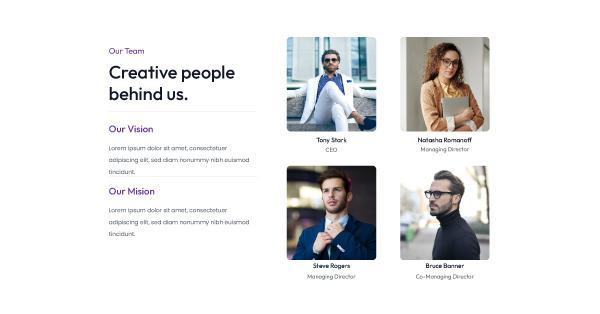 Our Team
Creative people
behind us.
Our Vision
Lorem ipsum dolor sit amet, consectetuer
adipiscing elit, sed diam nonummy nibh euismod
tincidunt.
Our Mision
Lorem ipsum dolor sit amet, consectetuer
adipiscing elit, sed diam nonummy nibh euismod
tincidunt.
Tony Stark
CEO
Natasha Romanoff
Managing Director
Steve Rogers
Managing Director
Bruce Banner
Co-Managing Director